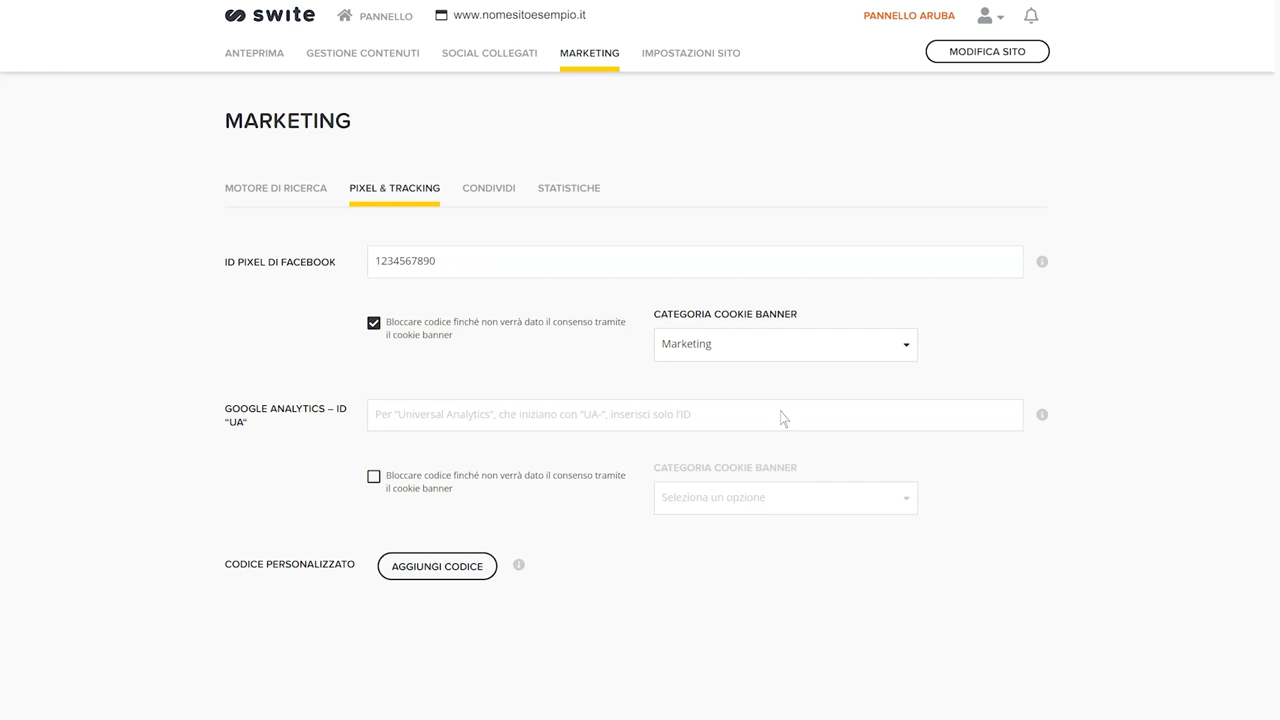 swite PANNELLO www.nomesitoesempio.it PANNELLO ARUBA
ANTEPRIMA GESTIONE CONTENUTI SOCIAL COLLEGATI MARKETING IMPOSTAZIONI SITO MODIFICA SITO
MARKETING
MOTORE DI RICERCA PIXEL & TRACKING CONDIVIDI STATISTICHE
ID PIXEL DI FACEBOOK 1234567890
Bloccare codice finché non verrà dato il consenso tramite
il cookie banner
CATEGORIA COOKIE BANNER
Marketing
GOOGLE ANALYTICS – ID
"UA"
Per "Universal Analytics", che iniziano con "UA-", inserisci solo l'ID
Bloccare codice finché non verrà dato il consenso tramite
il cookie banner
CATEGORIA COOKIE BANNER
Seleziona un opzione
CODICE PERSONALIZZATO AGGIUNGI CODICE